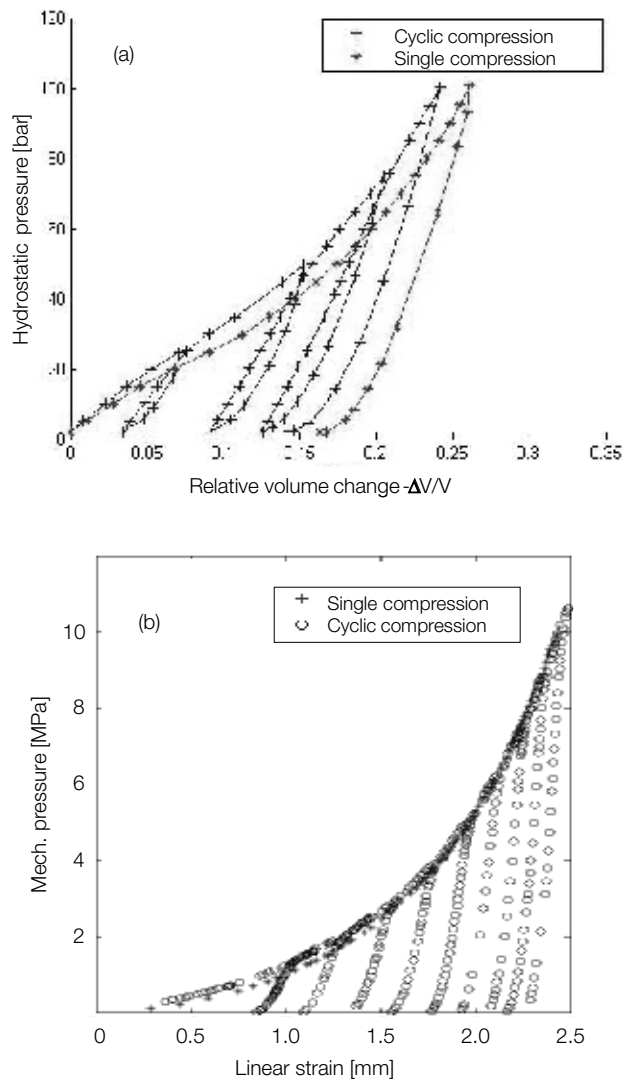 (a)
Cyclic compression
Single compression
Hydrostatic pressure [bar]
40
0
0.05
0.2
0.25
Relative volume change -ΔV/V
(b)
Single compression
Cyclic compression
Mech. pressure [MPa]
10
8
6
4
2
0
0.5
1.0
1.5
2.0
2.5
Linear strain [mm]